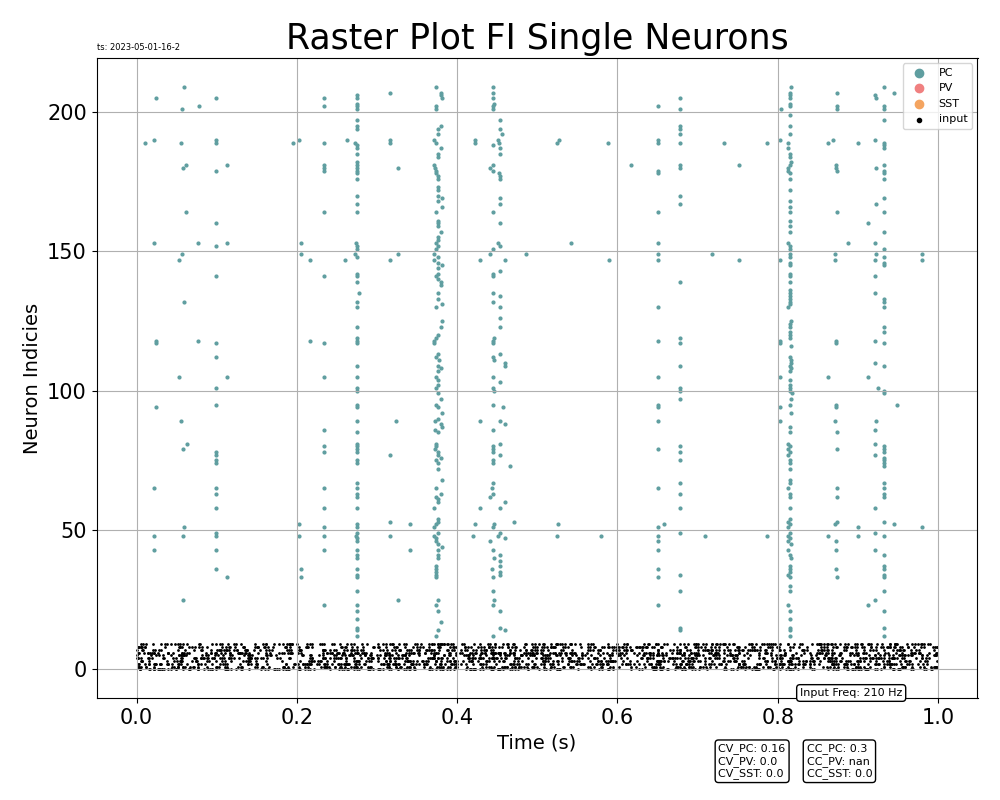 Raster Plot FI Single Neurons
ts: 2023-05-01-16-2
PC
PV
SST
input
200
150
100
50
0
Neuron Indicies
Input Freq: 210 Hz
0.0 0.2 0.4 0.6 0.8 1.0
Time (s)
CV_PC: 0.16
CV_PV: 0.0
CV_SST: 0.0
CC_PC: 0.3
CC_PV: nan
CC_SST: 0.0